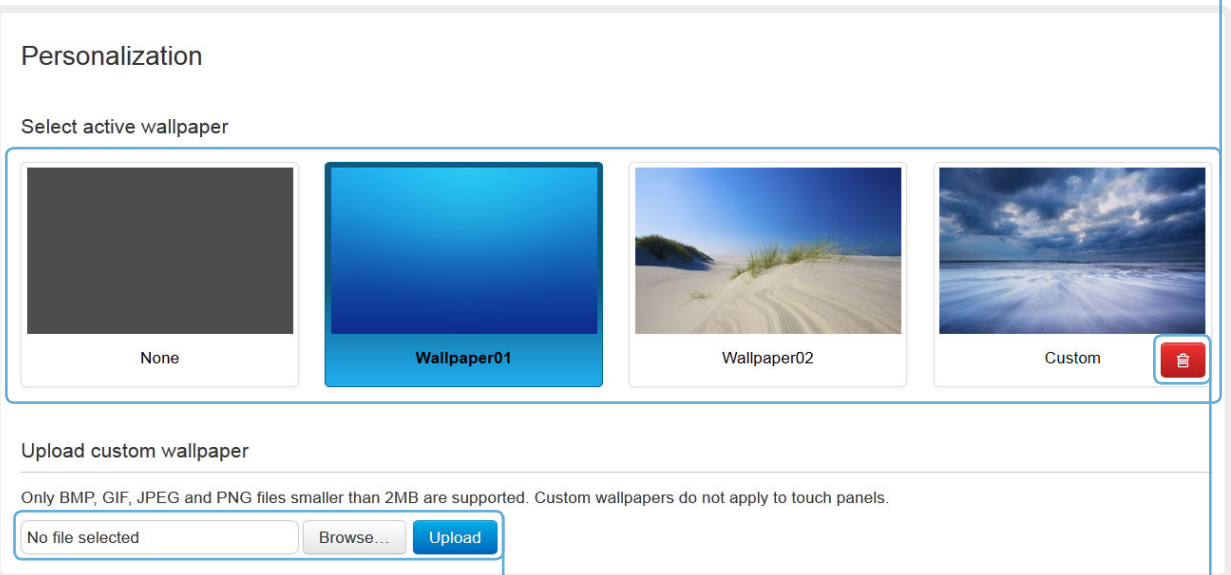 Personalization
Select active wallpaper
None
Wallpaper01
Wallpaper02
Custom
Upload custom wallpaper
Only BMP, GIF, JPEG and PNG files smaller than 2MB are supported. Custom wallpapers do not apply to touch panels.
No file selected
Browse...
Upload